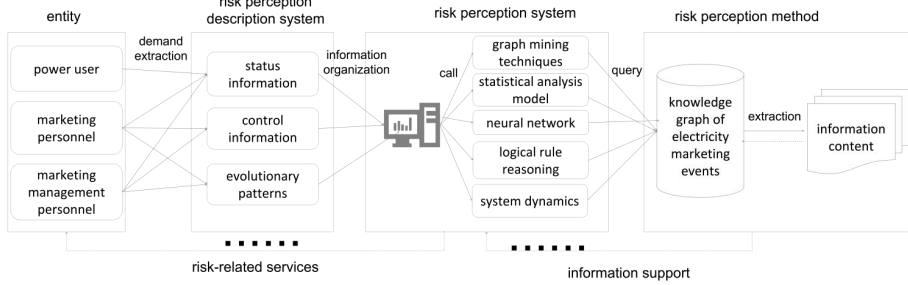 entity
risk perception
description system
risk perception system
risk perception method
demand
extraction
information
organization
call
query
extraction
power user
marketing
personnel
marketing
management
personnel
status
information
control
information
evolutionary
patterns
graph mining
techniques
statistical analysis
model
neural network
logical rule
reasoning
system dynamics
knowledge
graph of
electricity
marketing
events
information
content
risk-related services
information support